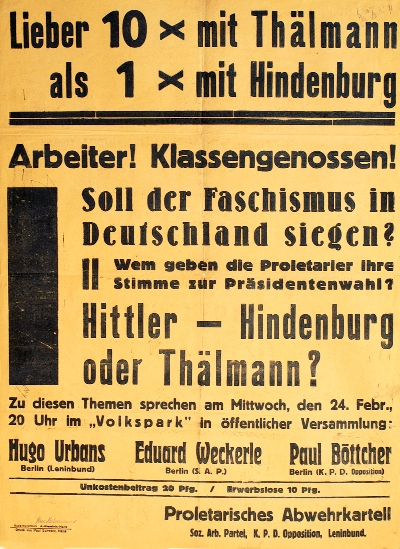 Lieber 10 x mit Thälmann
als 1 x mit Hindenburg
Arbeiter! Klassengenossen!
Soll der Faschismus in
Deutschland siegen?
Wem geben die Proletarier ihre
Stimme zur Präsidentenwahl?
Hittler — Hindenburg
oder Thälmann?
Zu diesen Themen sprechen am Mittwoch, den 24. Febr.,
20 Uhr im „Volkspark" in öffentlicher Versammlung:
Hugo Urbans Eduard Weckerle Paul Böttcher
Berlin (Leninbund) Berlin (S. A. P.) Berlin (K. P. D. Opposition)
Unkostenbeitrag 20 Pfg. / Erwerbslose 10 Pfg.
Proletarisches Abwehrkartell
Soz. Arb. Partei, K. P. D. Opposition, Leninbund.